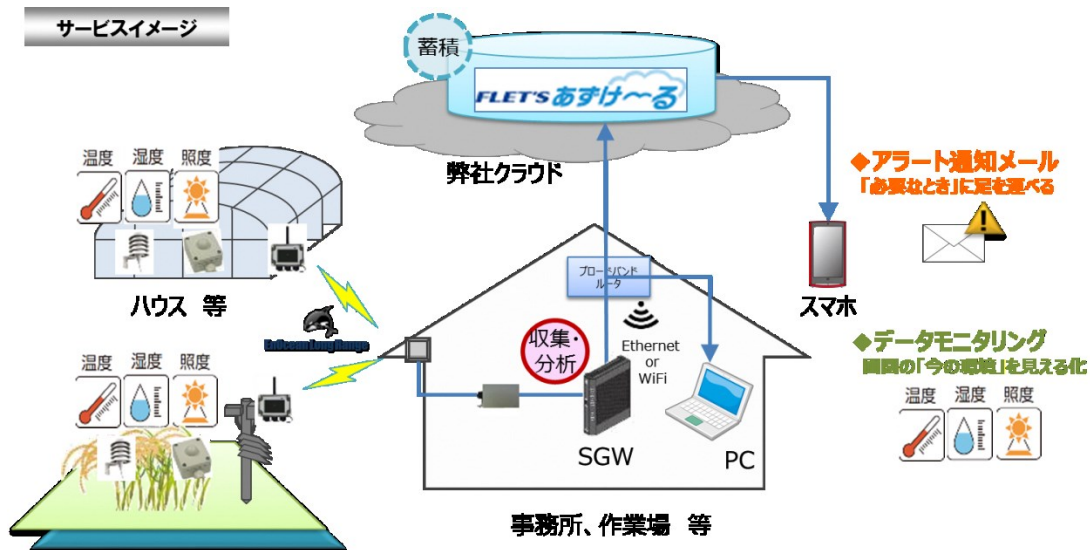 サービスイメージ
蓄積
FLET'S あずけ〜る
弊社クラウド
温度 湿度 照度
ハウス 等
EnOcean Long Range
温度 湿度 照度
ブロードバンド
ルータ
収集・
分析
Ethernet
or
WiFi
SGW
PC
事務所、作業場 等
スマホ
◆アラート通知メール
「必要なとき」に足を運べる
◆データモニタリング
圃場の「今の環境」を見える化
温度 湿度 照度